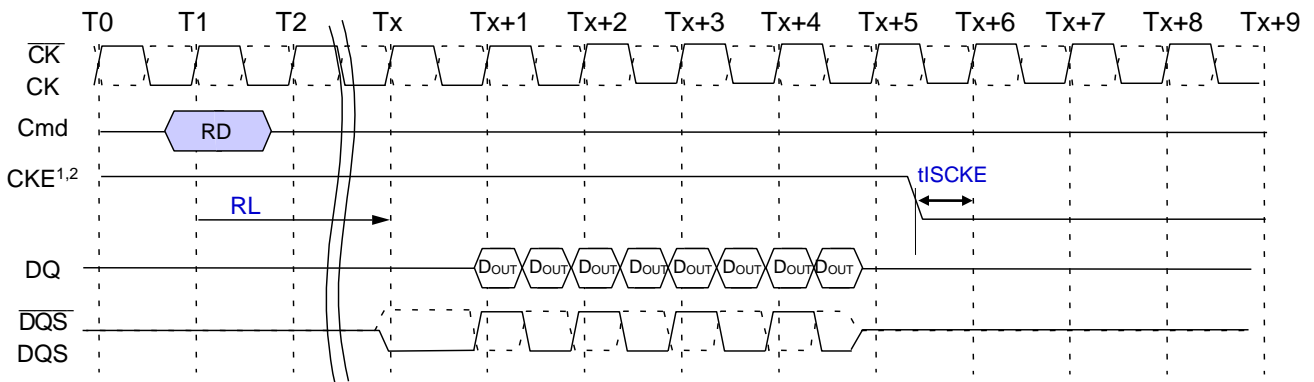 T0 T1 T2 Tx Tx+1 Tx+2 Tx+3 Tx+4 Tx+5 Tx+6 Tx+7 Tx+8 Tx+9
CK
CK
Cmd RD
CKE1,2 tISCKE
RL
DQ DOUT DOUT DOUT DOUT DOUT DOUT DOUT DOUT
DQS
DQS